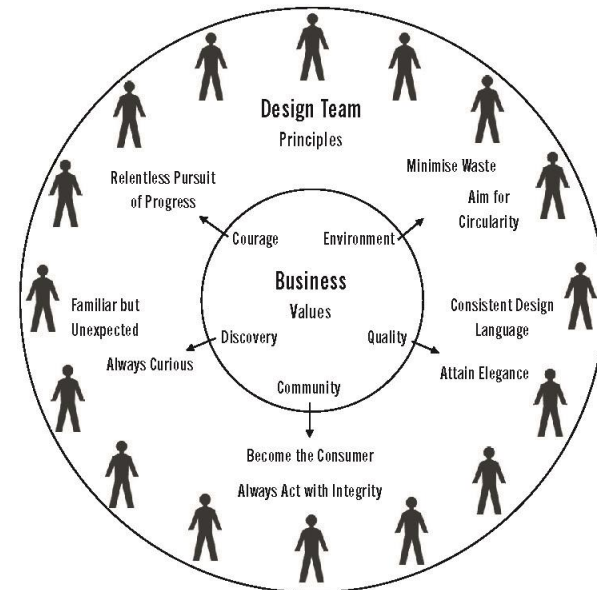 Design Team
Principles
Minimise Waste
Aim for
Circularity
Relentless Pursuit
of Progress
Courage
Environment
Business
Values
Familiar but
Unexpected
Consistent Design
Language
Discovery
Quality
Always Curious
Attain Elegance
Community
Become the Consumer
Always Act with Integrity